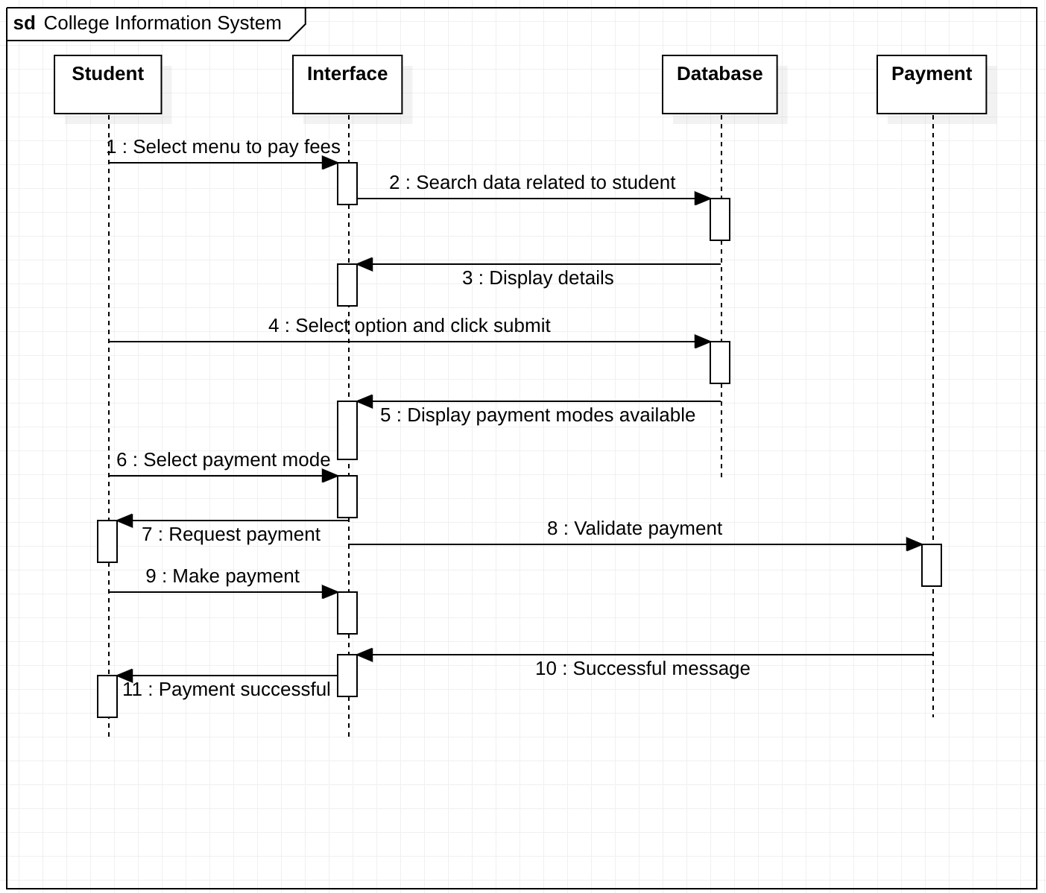 sd College Information System
Student Interface Database Payment
1 : Select menu to pay fees
2 : Search data related to student
3 : Display details
4 : Select option and click submit
5 : Display payment modes available
6 : Select payment mode
7 : Request payment
8 : Validate payment
9 : Make payment
10 : Successful message
11 : Payment successful